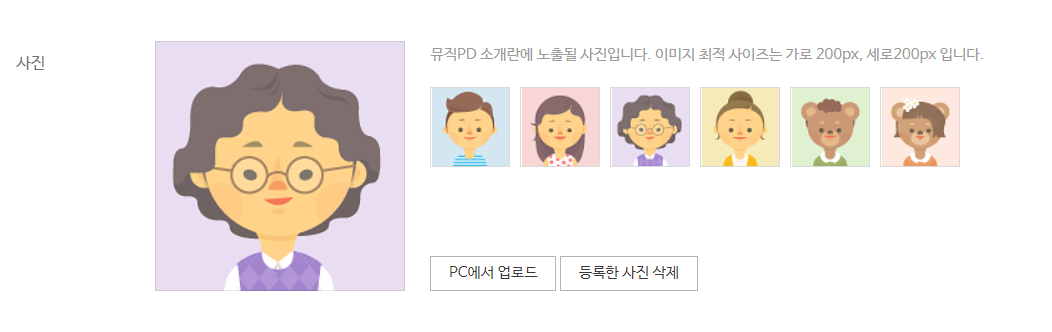 사진
뮤직PD 소개란에 노출될 사진입니다. 이미지 최적 사이즈는 가로 200px, 세로200px 입니다.
PC에서 업로드
등록한 사진 삭제